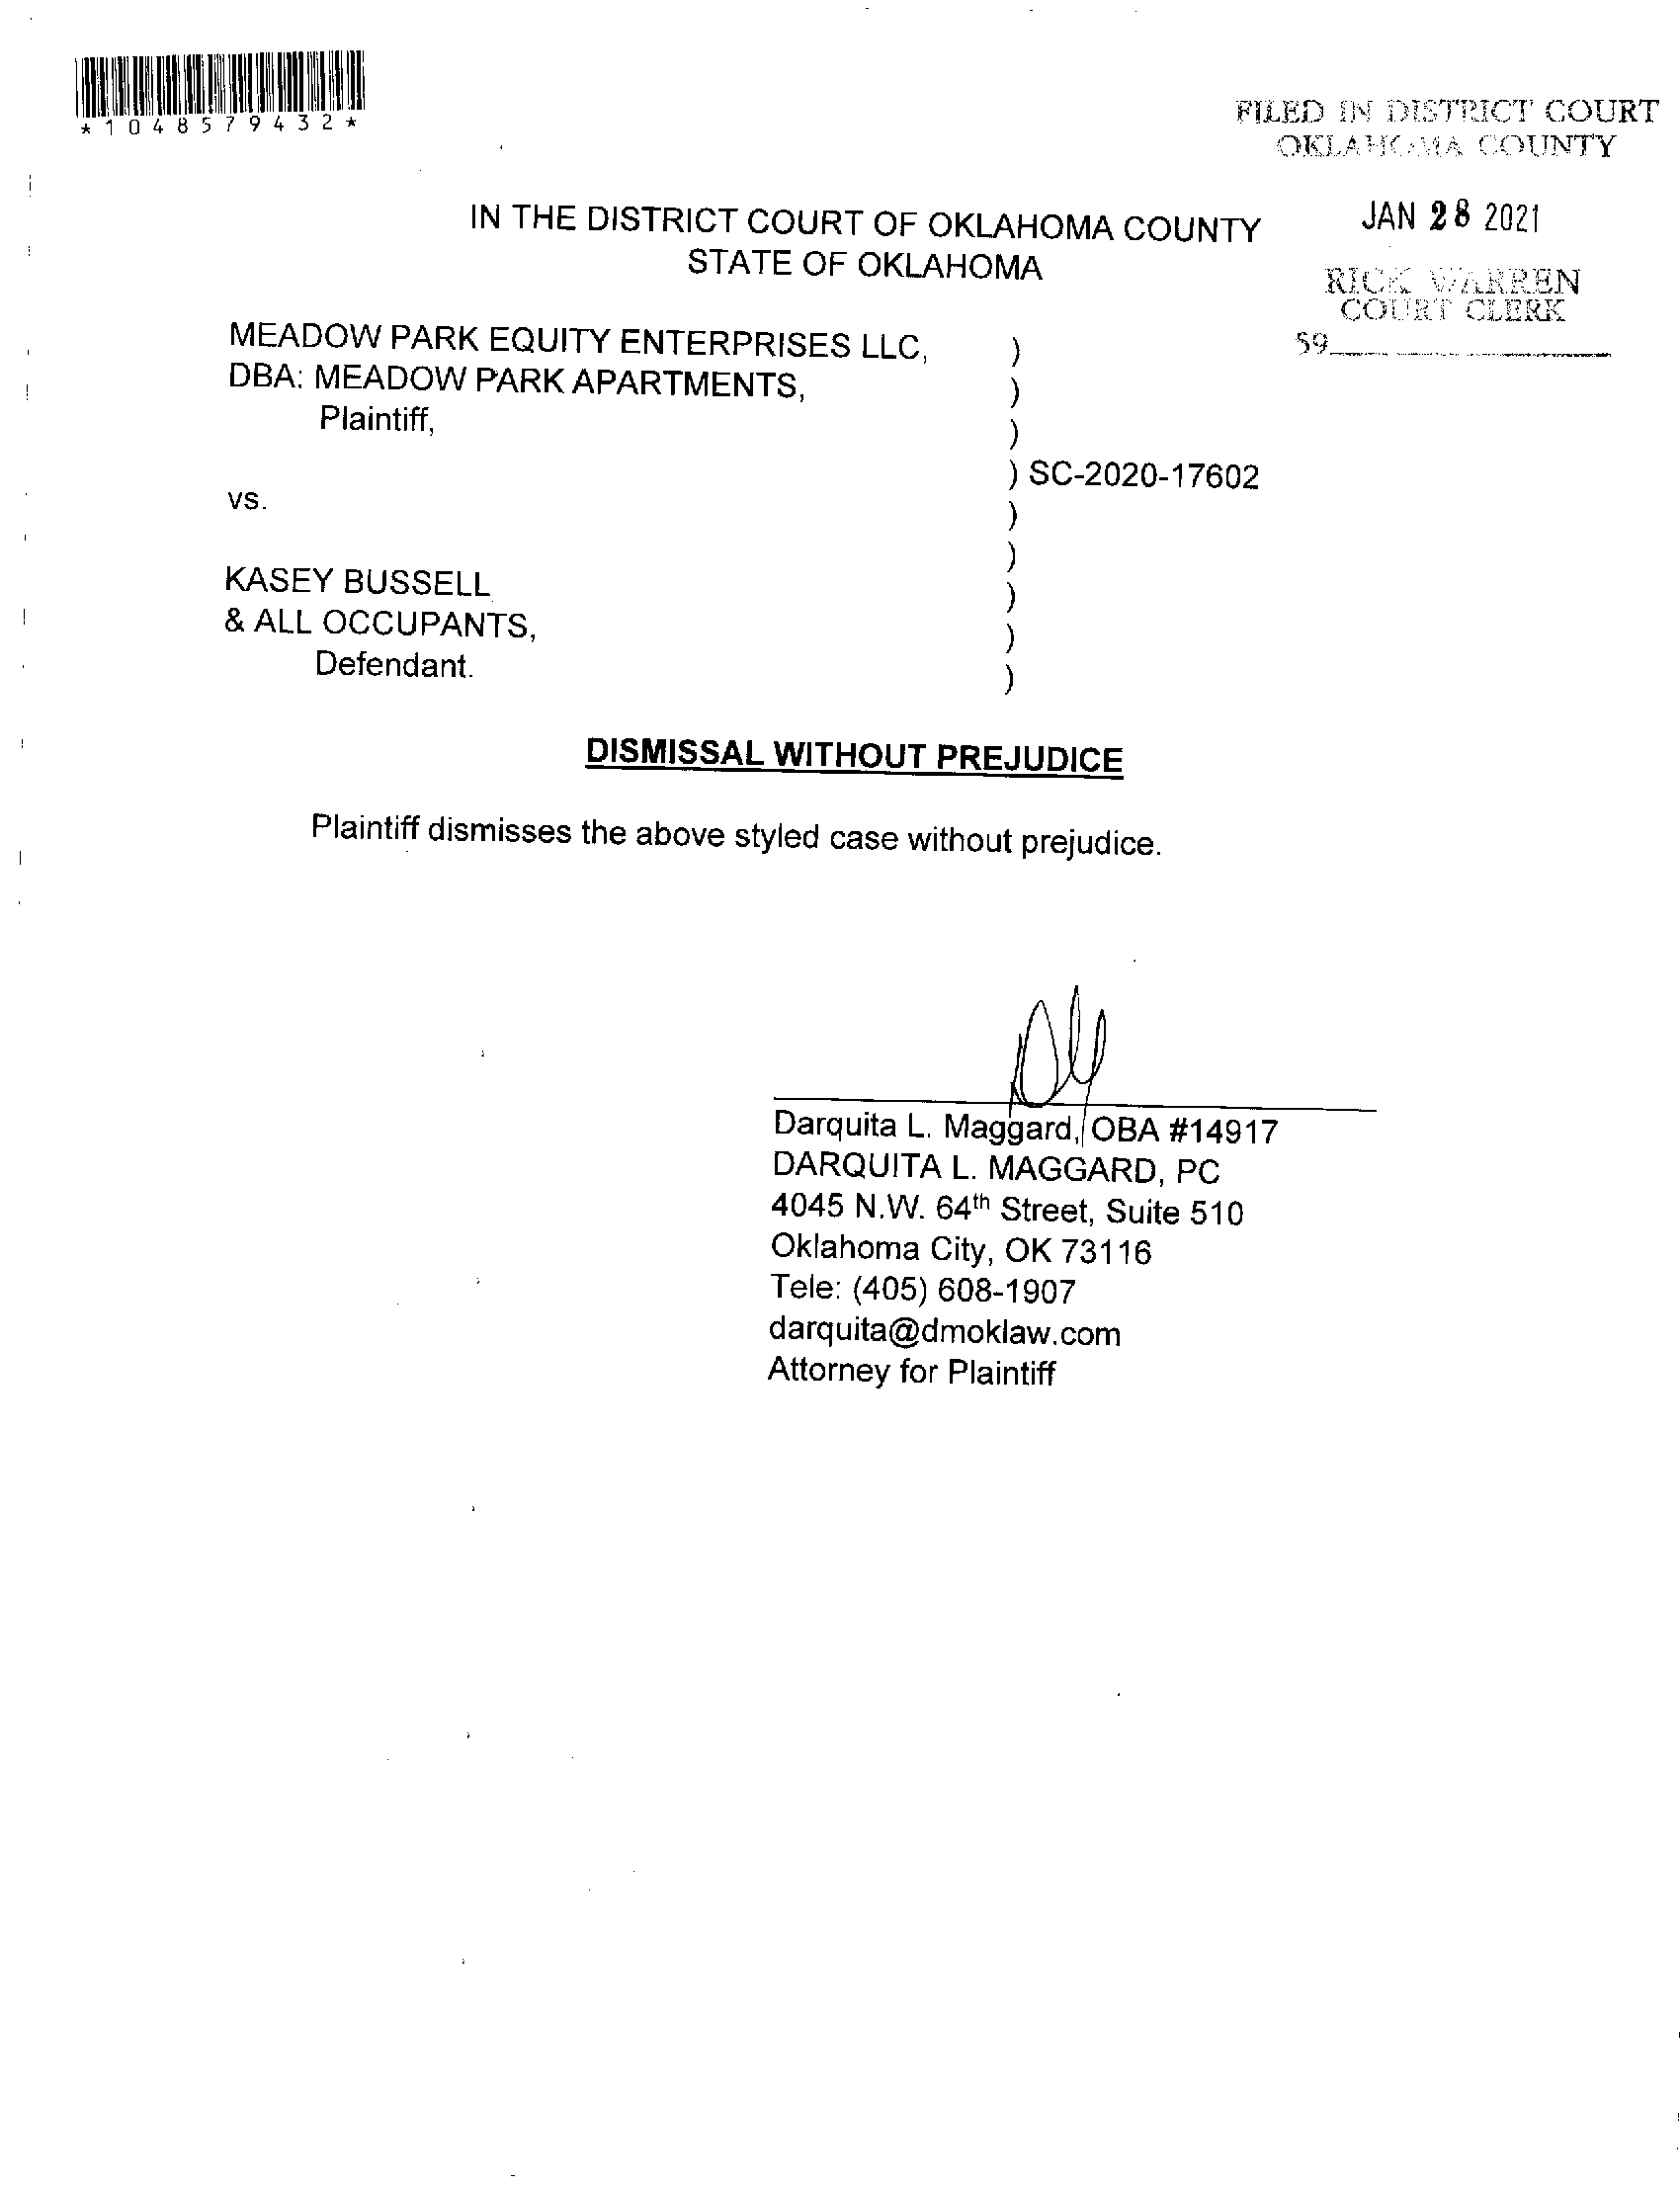 *1048579432*
FILED IN DISTRICT COURT
OKLAHOMA COUNTY
JAN 28 2021
RICK WARREN
COURT CLERK
59
IN THE DISTRICT COURT OF OKLAHOMA COUNTY
STATE OF OKLAHOMA
MEADOW PARK EQUITY ENTERPRISES LLC, )
DBA: MEADOW PARK APARTMENTS, )
Plaintiff, )
) SC-2020-17602
vs. )
)
KASEY BUSSELL )
& ALL OCCUPANTS, )
Defendant. )
DISMISSAL WITHOUT PREJUDICE
Plaintiff dismisses the above styled case without prejudice.
Darquita L. Maggard, OBA #14917
DARQUITA L. MAGGARD, PC
4045 N.W. 64th Street, Suite 510
Oklahoma City, OK 73116
Tele: (405) 608-1907
darquita@dmoklaw.com
Attorney for Plaintiff